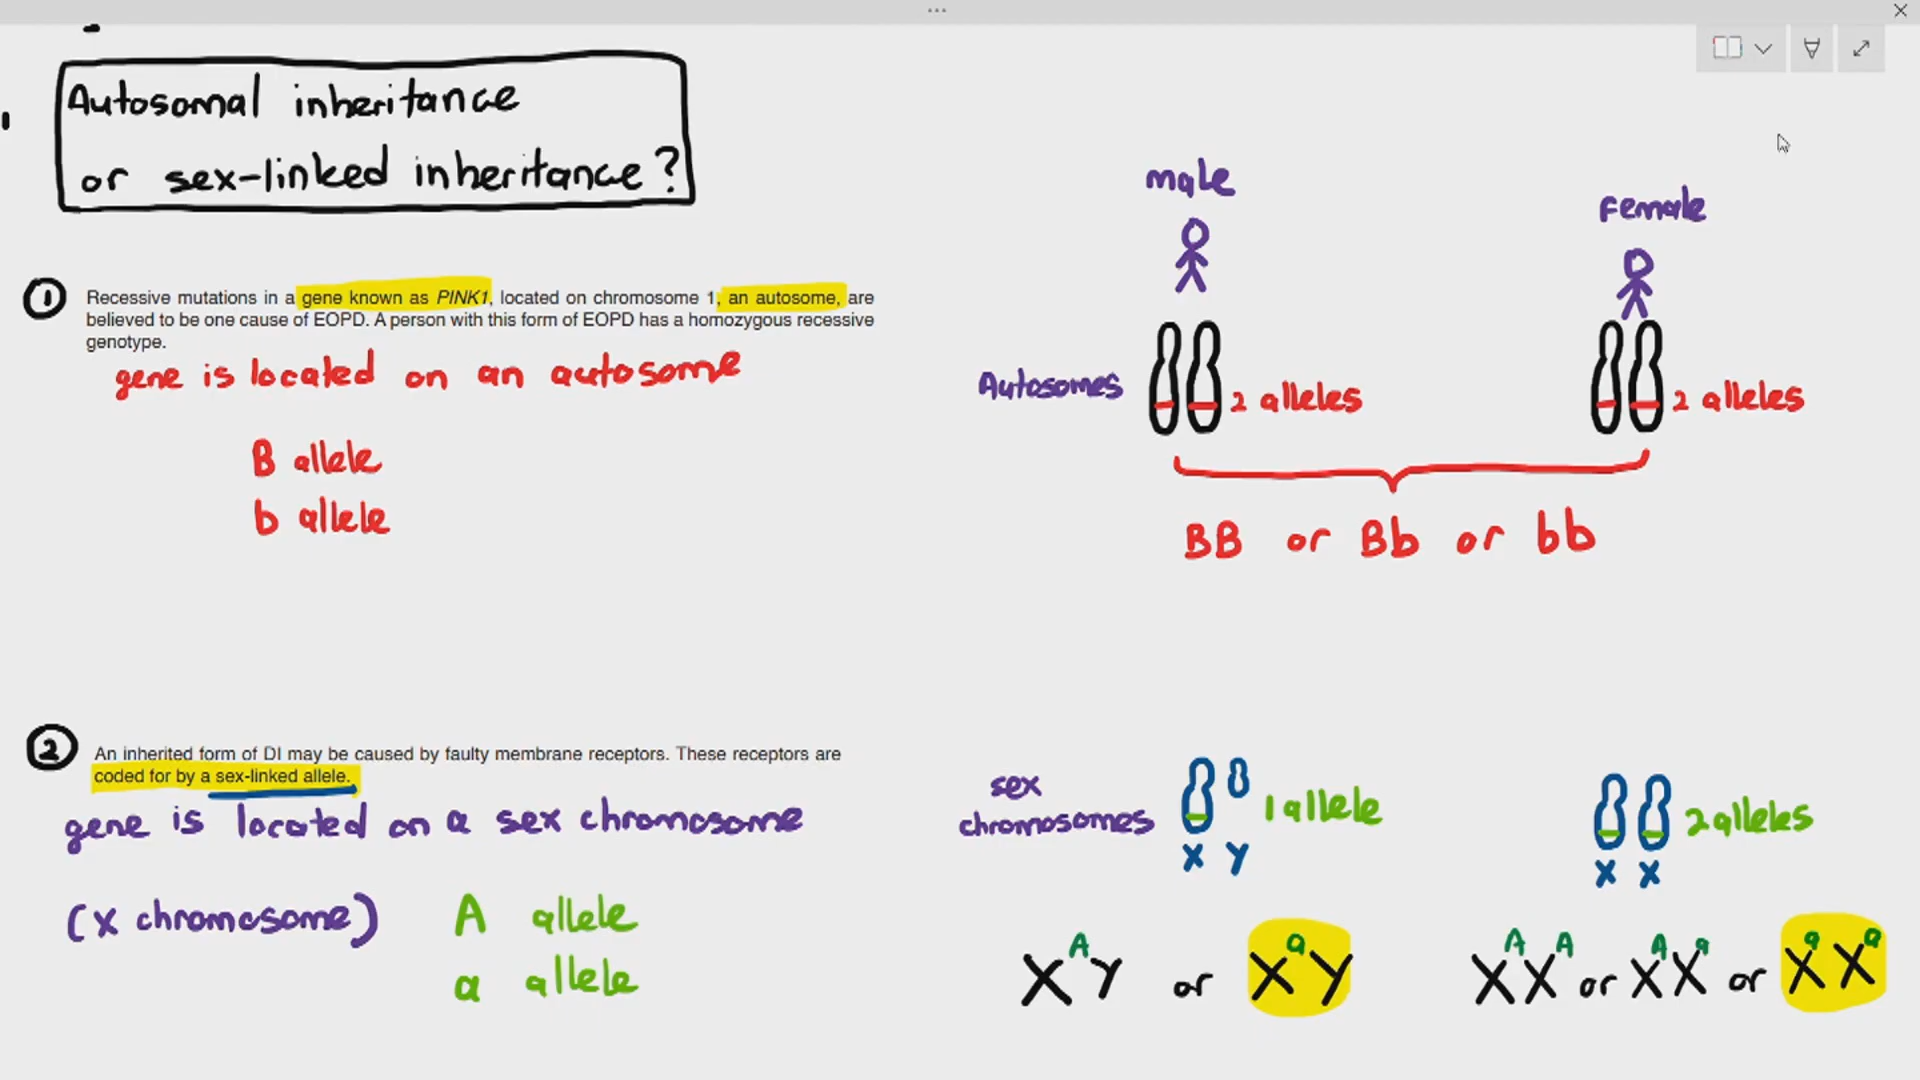 Autosomal inheritance
or sex-linked inheritance?
male
female
1
Recessive mutations in a gene known as PINK1, located on chromosome 1, an autosome, are
believed to be one cause of EOPD. A person with this form of EOPD has a homozygous recessive
genotype.
gene is located on an autosome
Autosomes
2 alleles
2 alleles
B allele
b allele
BB or Bb or bb
2
An inherited form of DI may be caused by faulty membrane receptors. These receptors are
coded for by a sex-linked allele.
gene is located on a sex chromosome
(X chromosome)
A allele
a allele
sex
chromosomes
1 allele
X Y
2 alleles
X X
X^A Y or X^a Y
X^A X^A or X^A X^a or X^a X^a